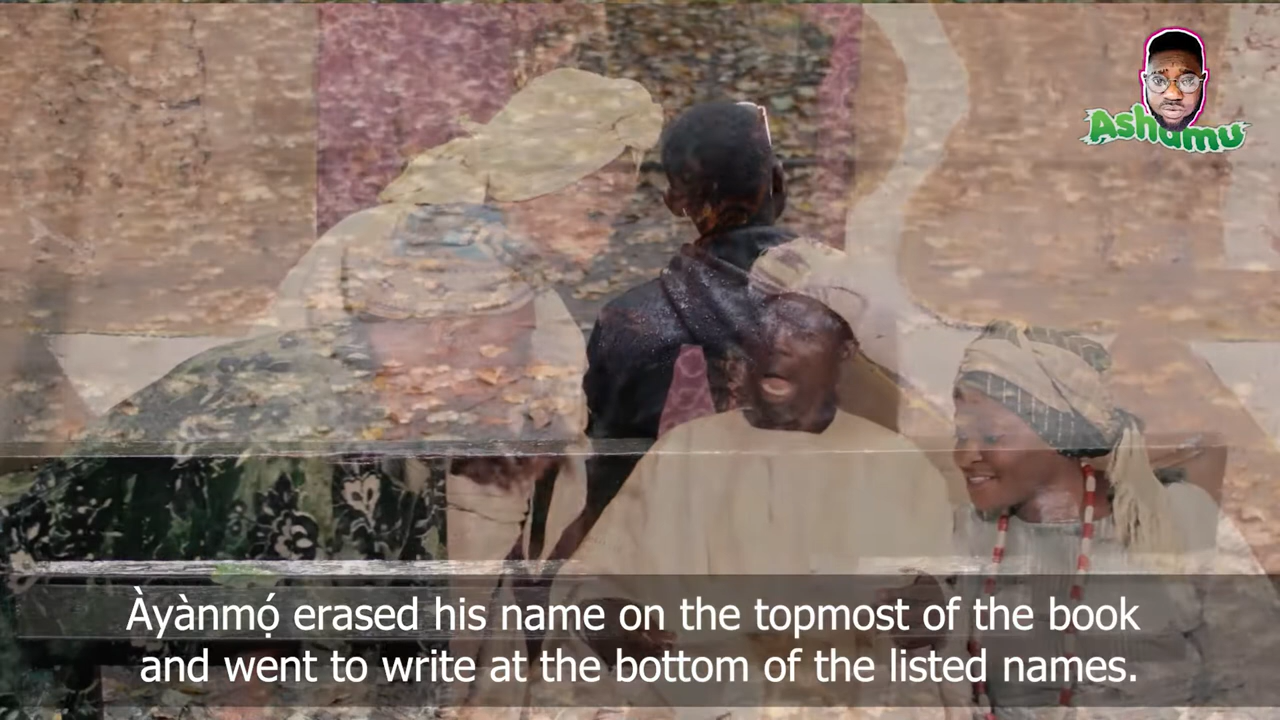 Ashamu
Àyànmọ́ erased his name on the topmost of the book
and went to write at the bottom of the listed names.